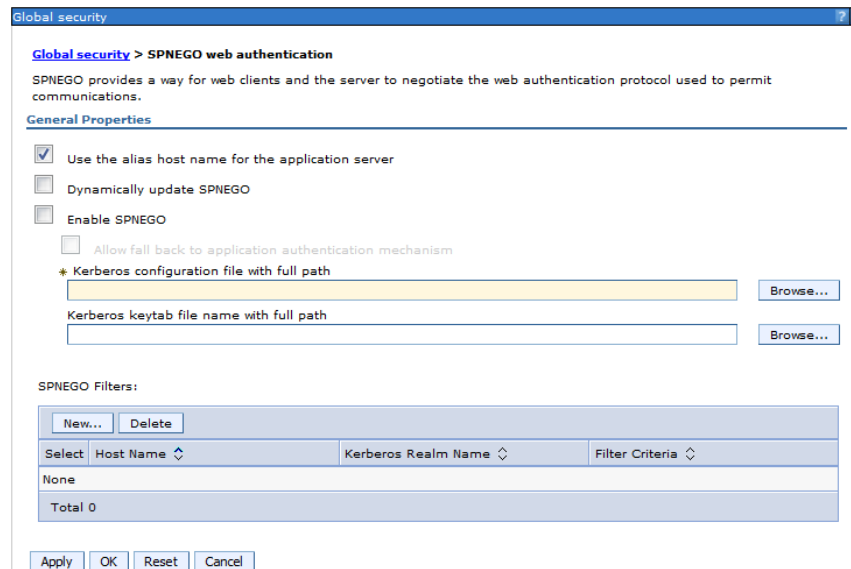 Global security ?
Global security > SPNEGO web authentication
SPNEGO provides a way for web clients and the server to negotiate the web authentication protocol used to permit
communications.
General Properties
Use the alias host name for the application server
Dynamically update SPNEGO
Enable SPNEGO
Allow fall back to application authentication mechanism
* Kerberos configuration file with full path
Browse...
Kerberos keytab file name with full path
Browse...
SPNEGO Filters:
New... Delete
Select Host Name Kerberos Realm Name Filter Criteria
None
Total 0
Apply OK Reset Cancel